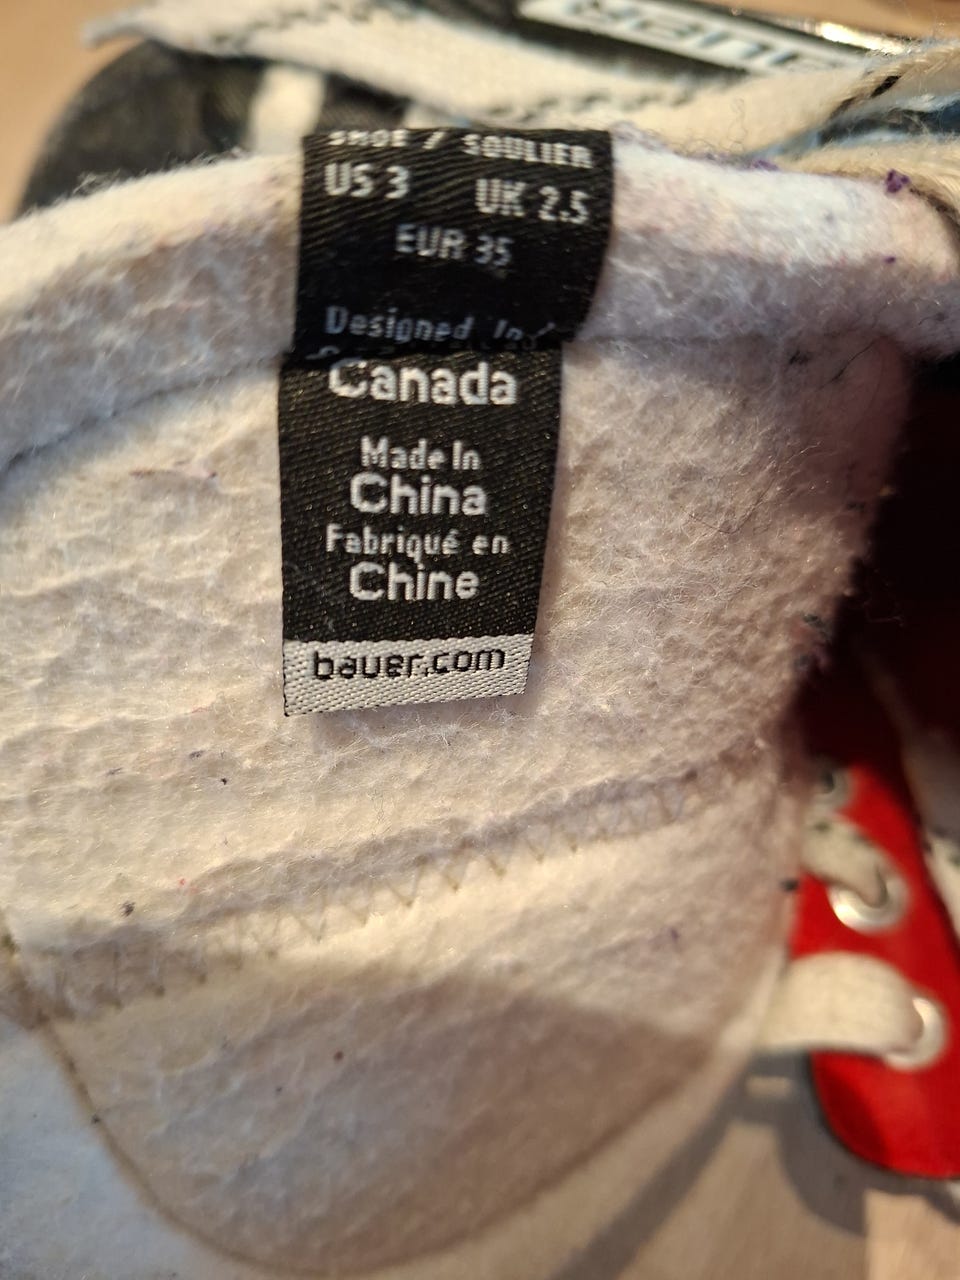 BAUER
SHOE / SOULIER
US 3 UK 2.5
EUR 35
Designed In
Canada
Made In
China
Fabriqué en
Chine
bauer.com